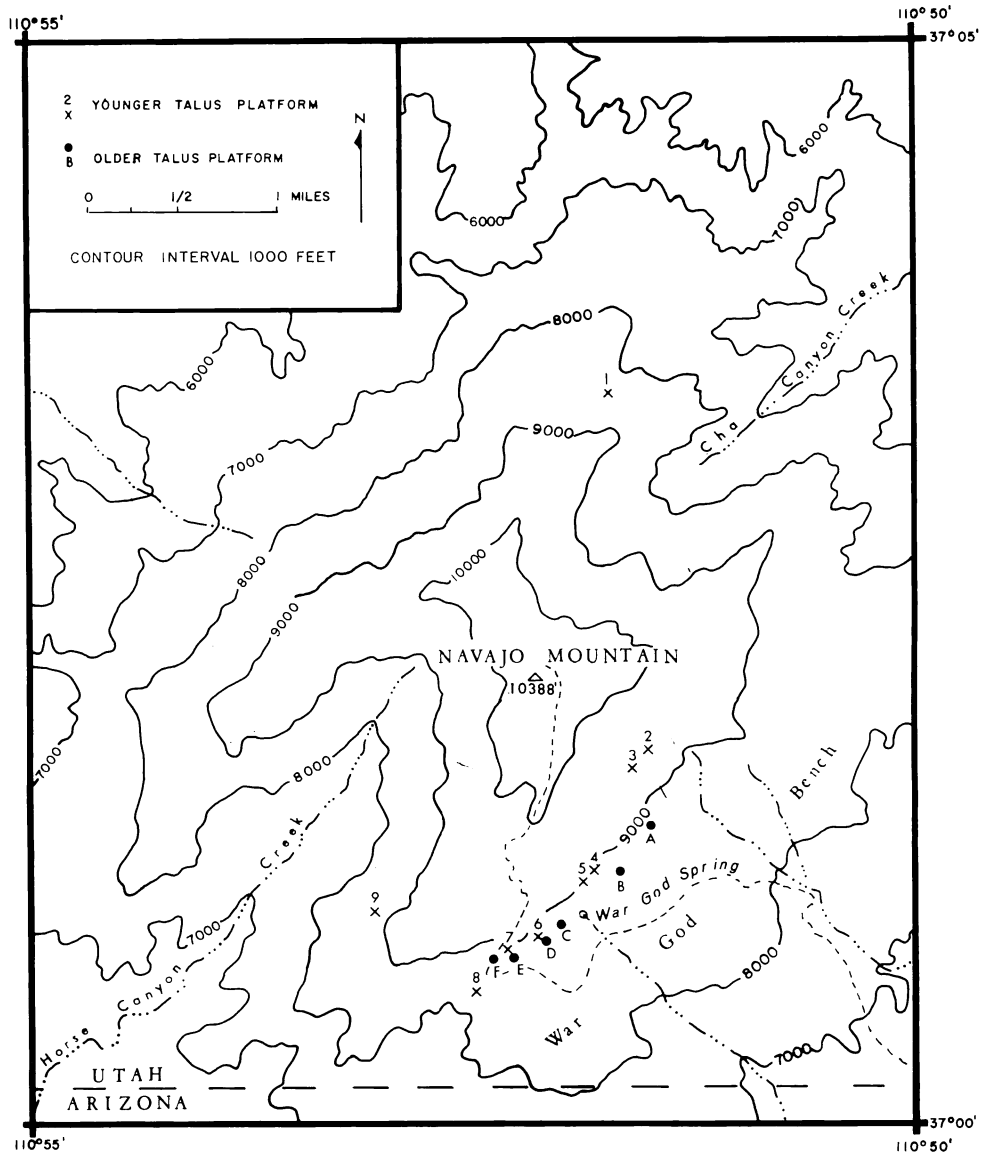 110°55'
110°50'
37°05'
2
x YOUNGER TALUS PLATFORM
B OLDER TALUS PLATFORM
N
0 1/2 1 MILES
CONTOUR INTERVAL 1000 FEET
6000
6000
7000
8000
Cha Canyon Creek
6000
1
9000
7000
10000
8000
9000
NAVAJO MOUNTAIN
10388'
2
3
7000
8000
Bench
9000
A
4
5
B
War God Spring
Creek
9
6
C
D
God
7000
7
F
E
8
8000
Canyon
War
Horse
7000
UTAH
ARIZONA
37°00'
110°55'
110°50'